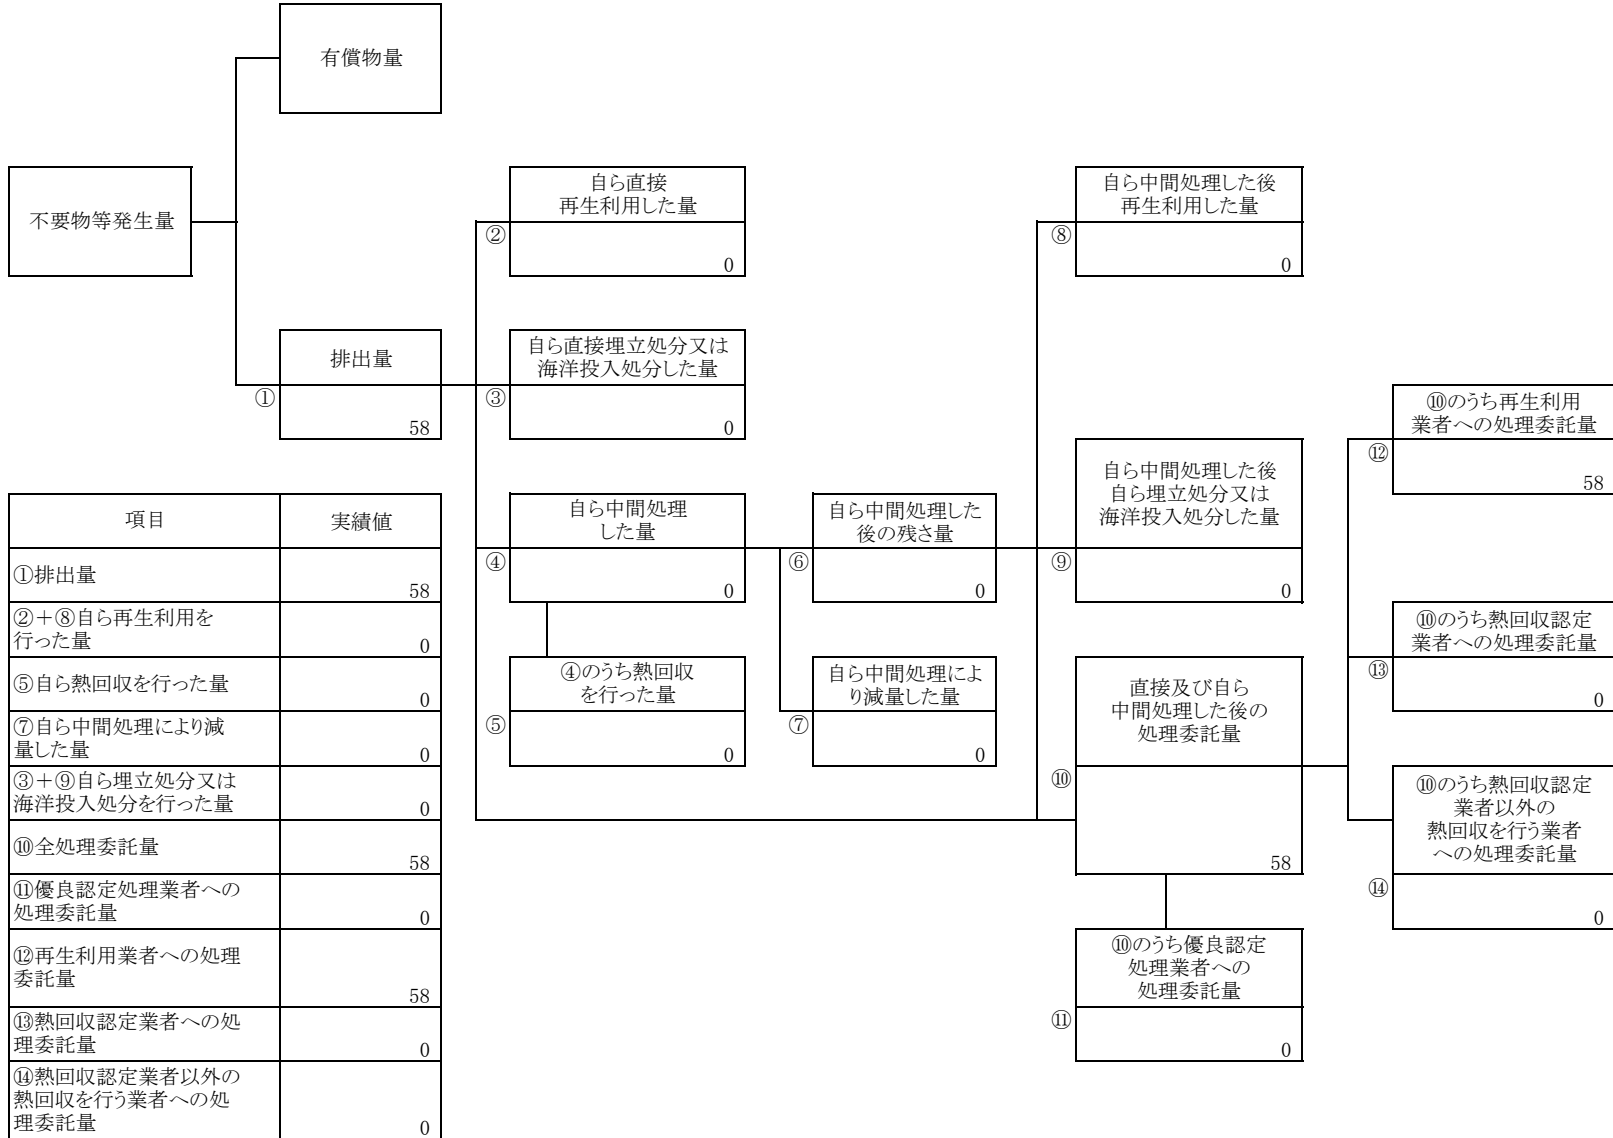 有償物量
不要物等発生量
自ら直接
再生利用した量
②
0
自ら中間処理した後
再生利用した量
⑧
0
排出量
①
58
自ら直接埋立処分又は
海洋投入処分した量
③
0
⑩のうち再生利用
業者への処理委託量
⑫
58
自ら中間処理
した量
④
0
自ら中間処理した
後の残さ量
⑥
0
自ら中間処理した後
自ら埋立処分又は
海洋投入処分した量
⑨
0
⑩のうち熱回収認定
業者への処理委託量
⑬
0
④のうち熱回収
を行った量
⑤
0
自ら中間処理によ
り減量した量
⑦
0
直接及び自ら
中間処理した後の
処理委託量
⑩
58
⑩のうち熱回収認定
業者以外の
熱回収を行う業者
への処理委託量
⑭
0
⑩のうち優良認定
処理業者への
処理委託量
⑪
0
項目 実績値
①排出量
58
②+⑧自ら再生利用を
行った量
0
⑤自ら熱回収を行った量
0
⑦自ら中間処理により減
量した量
0
③+⑨自ら埋立処分又は
海洋投入処分を行った量
0
⑩全処理委託量
58
⑪優良認定処理業者への
処理委託量
0
⑫再生利用業者への処理
委託量
58
⑬熱回収認定業者への処
理委託量
0
⑭熱回収認定業者以外の
熱回収を行う業者への処
理委託量
0